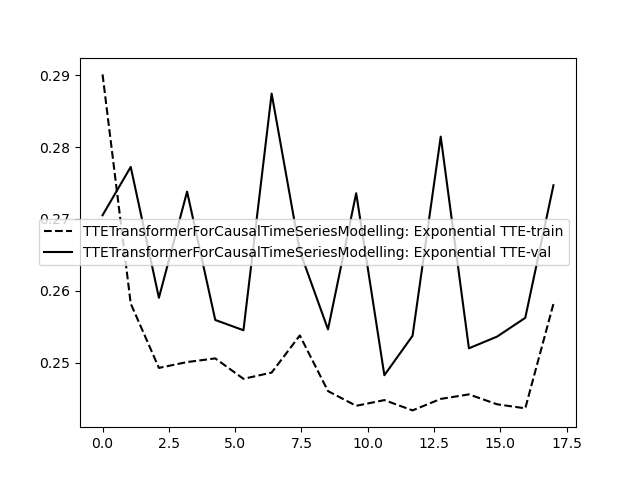 0.29
0.28
0.27
TTETransformerForCausalTimeSeriesModelling: Exponential TTE-train
TTETransformerForCausalTimeSeriesModelling: Exponential TTE-val
0.26
0.25
0.0 2.5 5.0 7.5 10.0 12.5 15.0 17.5